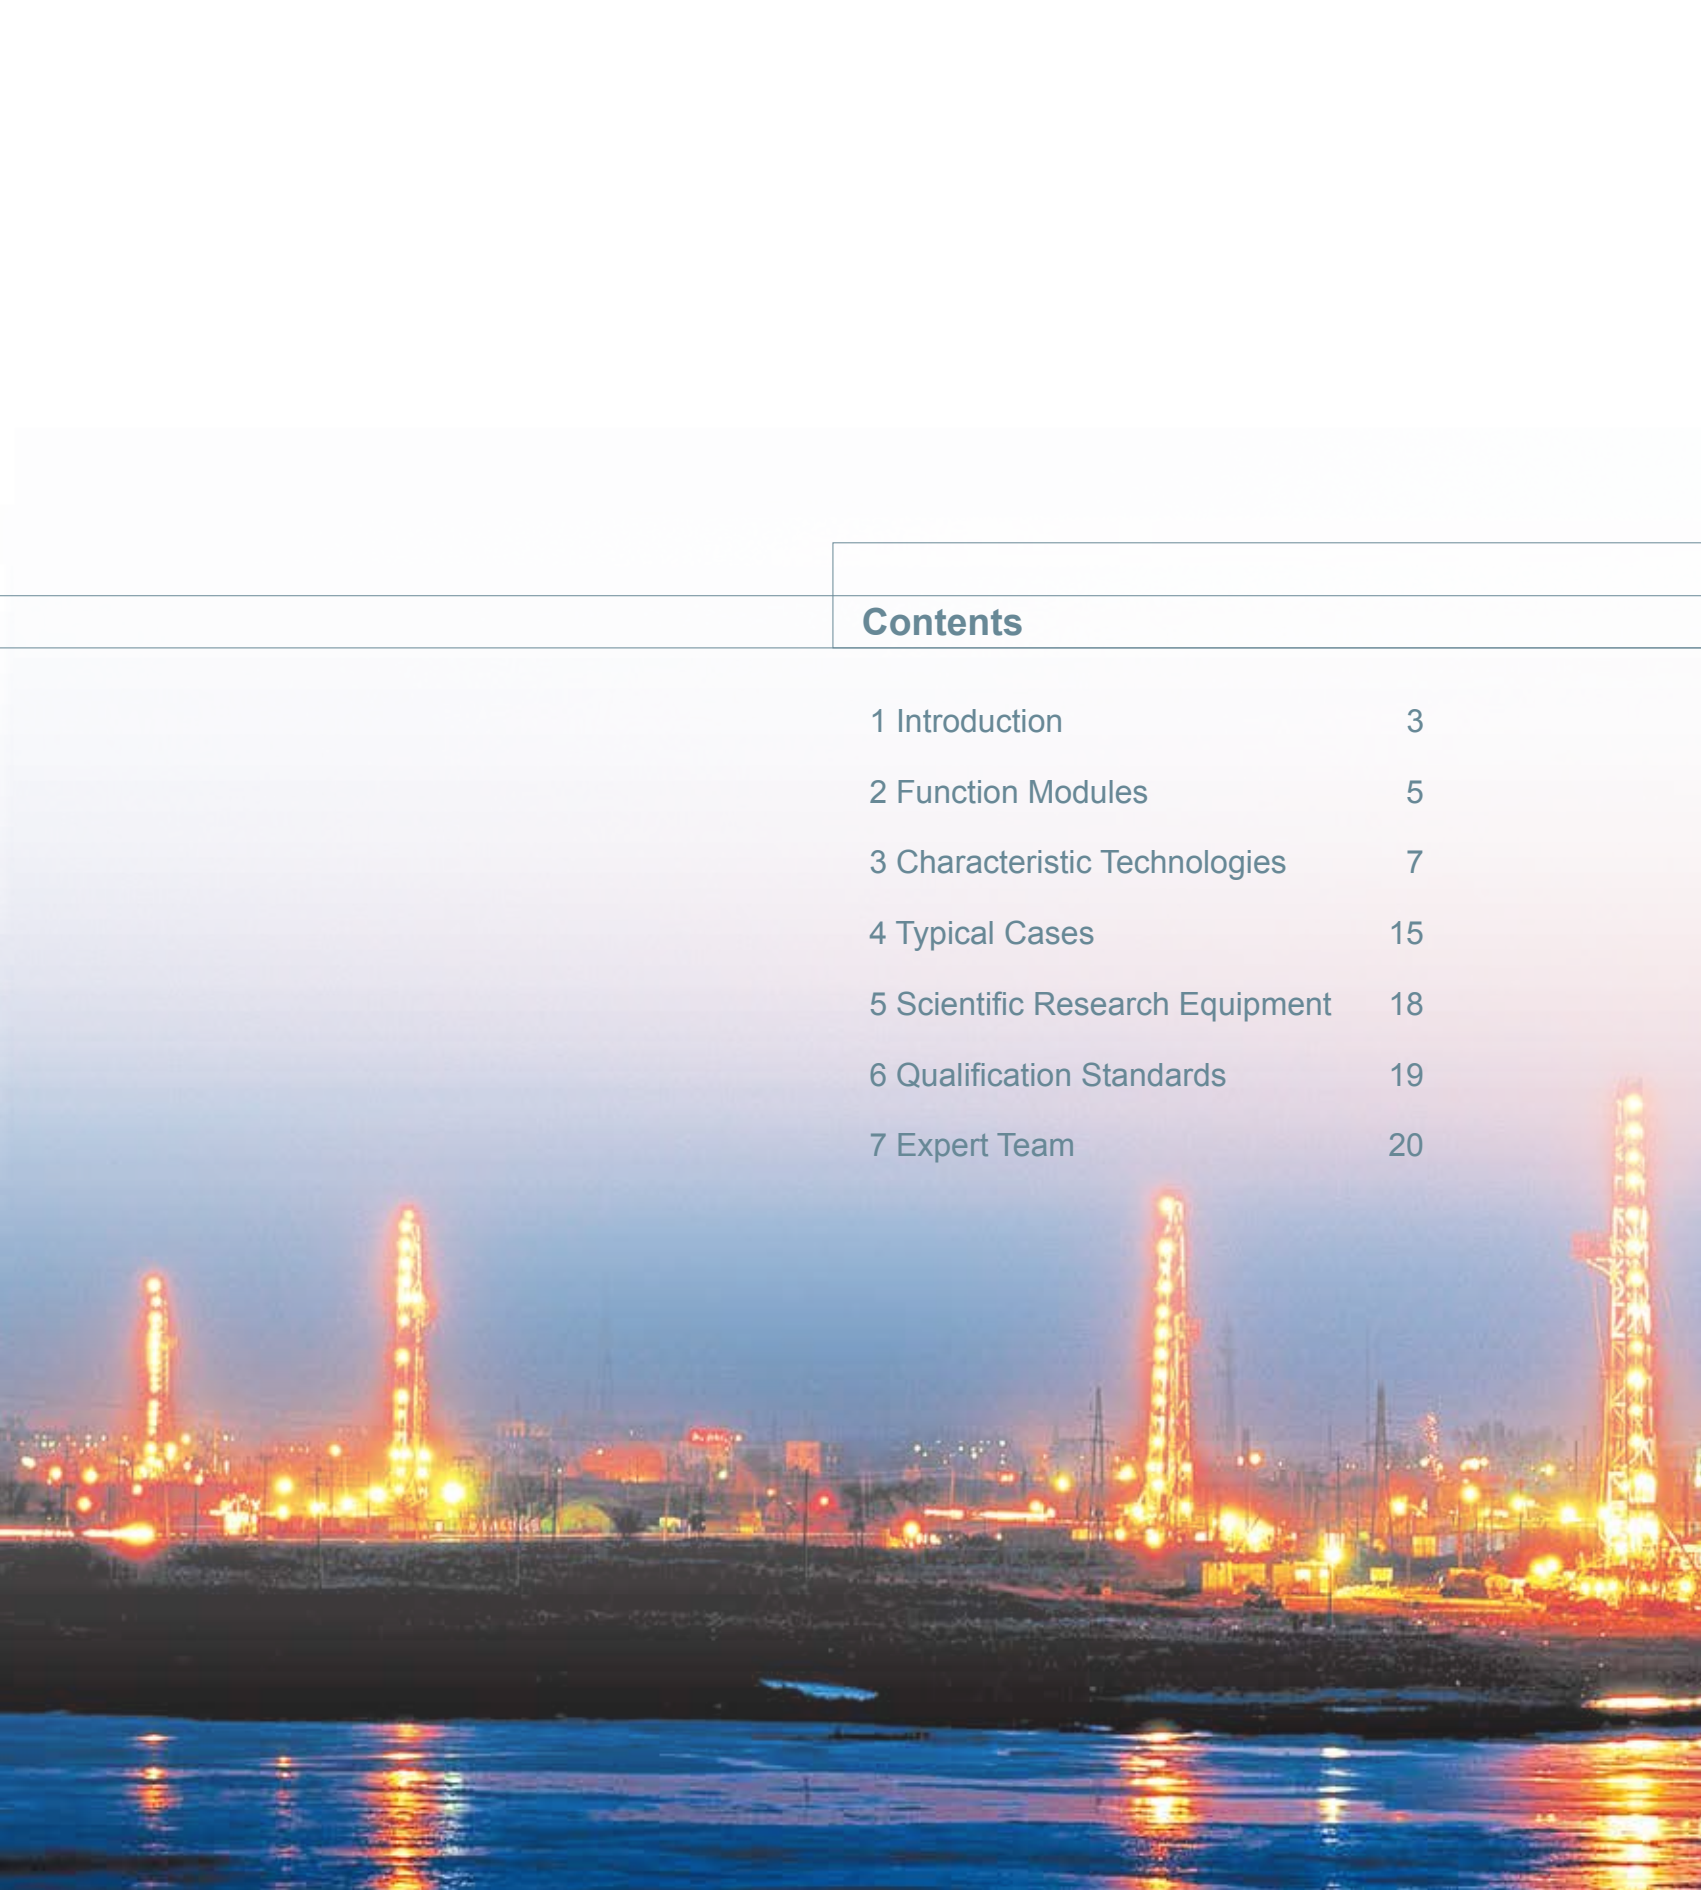 Contents
1 Introduction 3
2 Function Modules 5
3 Characteristic Technologies 7
4 Typical Cases 15
5 Scientific Research Equipment 18
6 Qualification Standards 19
7 Expert Team 20